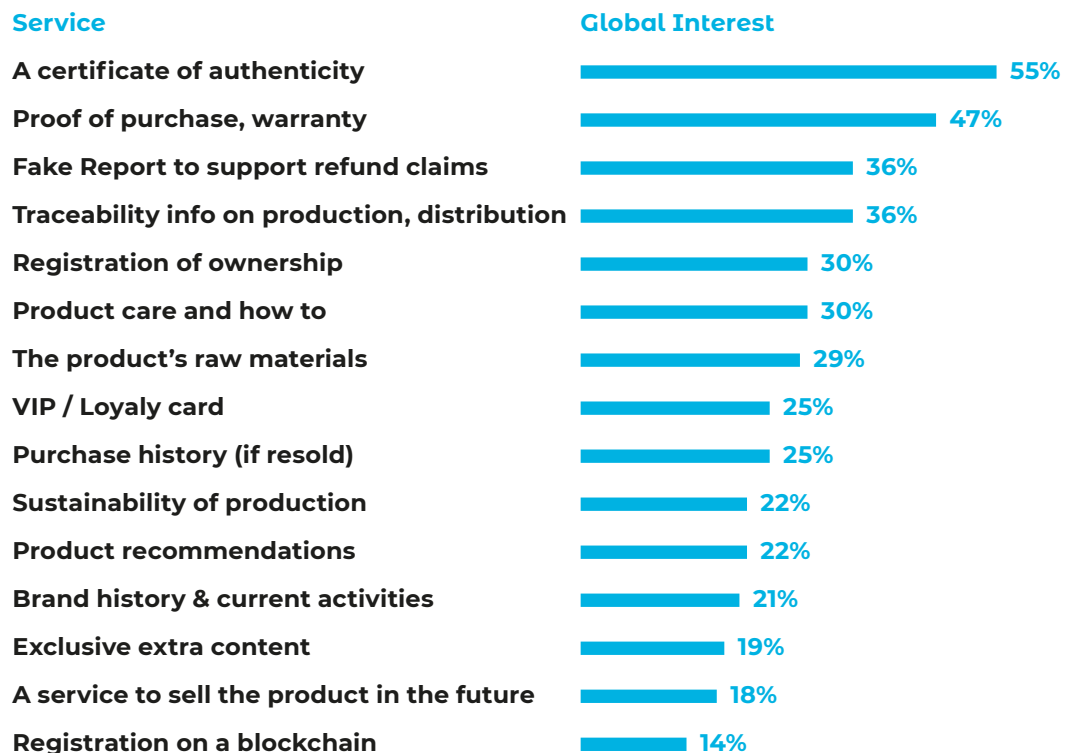 Service Global Interest
A certificate of authenticity 55%
Proof of purchase, warranty 47%
Fake Report to support refund claims 36%
Traceability info on production, distribution 36%
Registration of ownership 30%
Product care and how to 30%
The product’s raw materials 29%
VIP / Loyaly card 25%
Purchase history (if resold) 25%
Sustainability of production 22%
Product recommendations 22%
Brand history & current activities 21%
Exclusive extra content 19%
A service to sell the product in the future 18%
Registration on a blockchain 14%